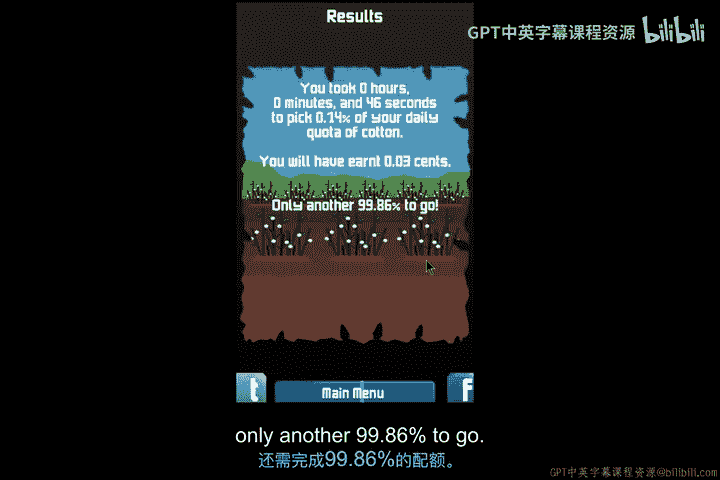 Results
GPT中英字幕课程资源 bilibili
You took 0 hours,
0 minutes, and 46 seconds
to pick 0.14% of your daily
quota of cotton.
You will have earnt 0.03 cents.
Only another 99.86% to go!
t
Main Menu
f
only another 99.86% to go.
还需完成99.86%的配额。
GPT中英字幕课程资源@bilibili.com